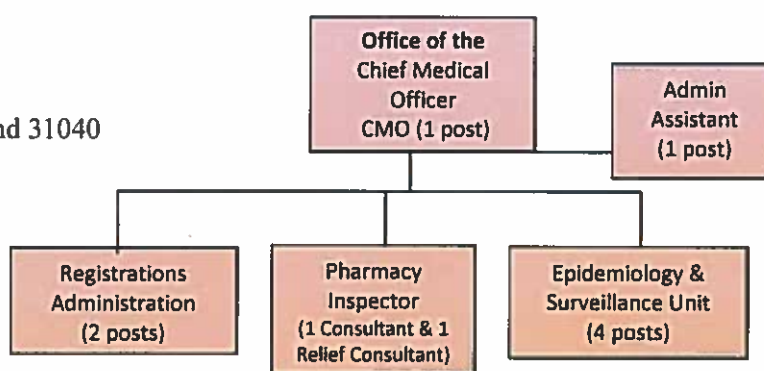 Office of the
Chief Medical
Officer
CMO (1 post)
Admin
Assistant
(1 post)
nd 31040
Registrations
Administration
(2 posts)
Pharmacy
Inspector
(1 Consultant & 1
Relief Consultant)
Epidemiology &
Surveillance Unit
(4 posts)